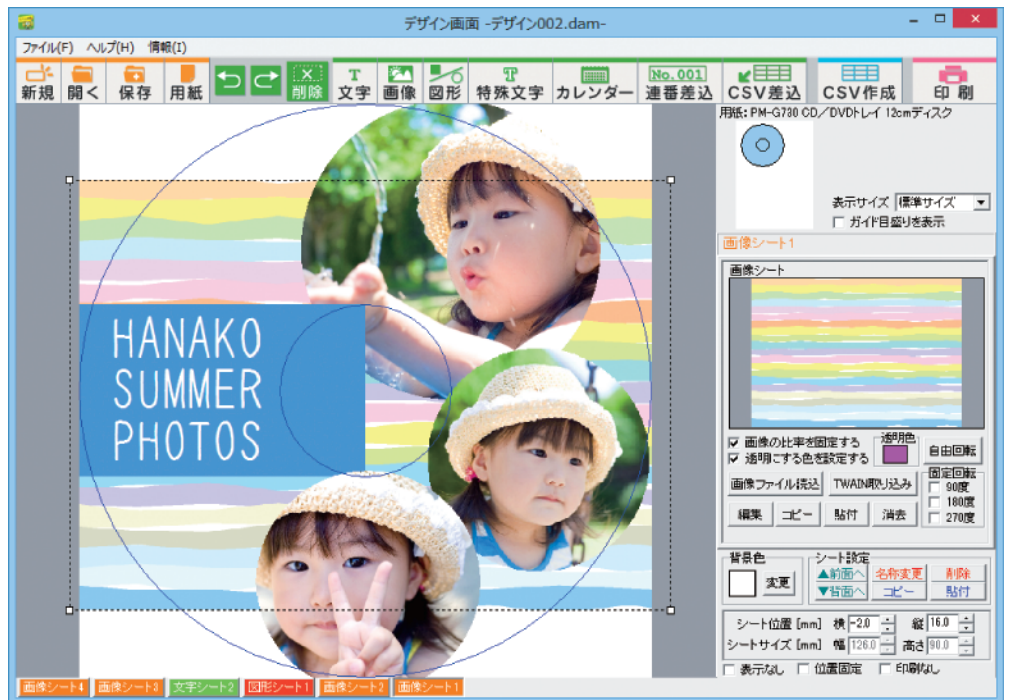 デザイン画面 -デザイン002.dam-
ファイル(F) ヘルプ(H) 情報(I)
新規 開く 保存 用紙 削除 T 文字 画像 図形 T 特殊文字 カレンダー No.001 連番差込 CSV差込 CSV作成 印刷
用紙: PM-G730 CD／DVDトレイ 12cmディスク
表示サイズ 標準サイズ
ガイド目盛りを表示
画像シート1
画像シート
HANAKO
SUMMER
PHOTOS
画像の比率を固定する 透明色 自由回転
透明にする色を設定する
固定回転
画像ファイル読込 TWAIN取り込み 90度
180度
編集 コピー 貼付 消去 270度
背景色 シート設定
変更 ▲前面へ 名称変更 削除
▼背面へ コピー 貼付
シート位置 [mm] 横 -2.0 縦 16.0
シートサイズ [mm] 幅 126.0 高さ 90.0
表示なし 位置固定 印刷なし
画像シート4 画像シート3 文字シート2 図形シート1 画像シート2 画像シート1